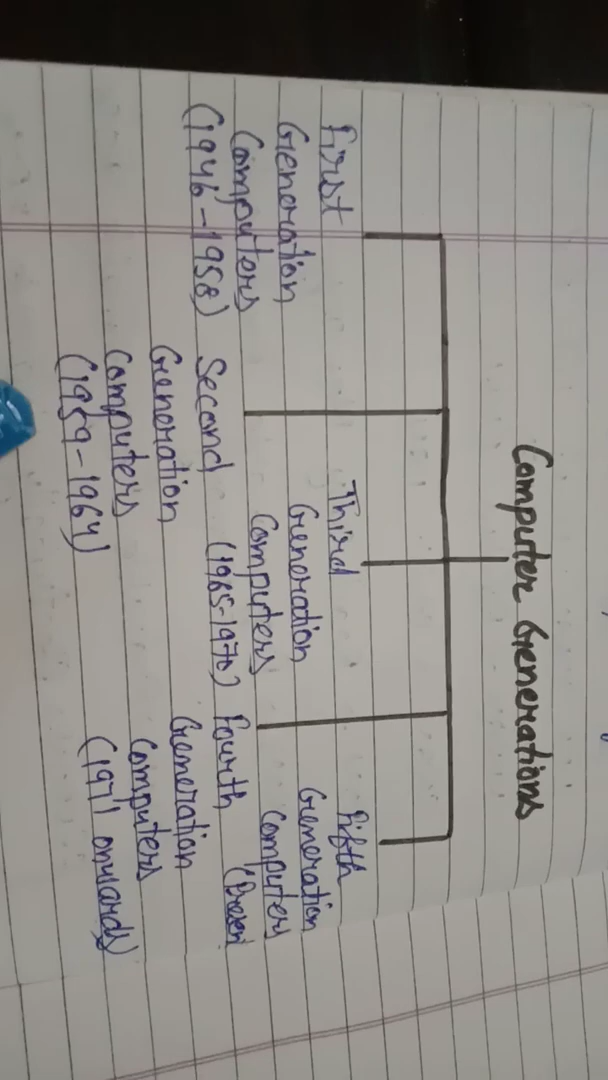 Computer Generations
First
Generation
Computers
(1946-1958)
Second
Generation
Computers
(1959-1964)
Third
Generation
Computers
(1965-1970)
Fourth
Generation
Computers
(1971 onwards)
Fifth
Generation
Computers
(Present